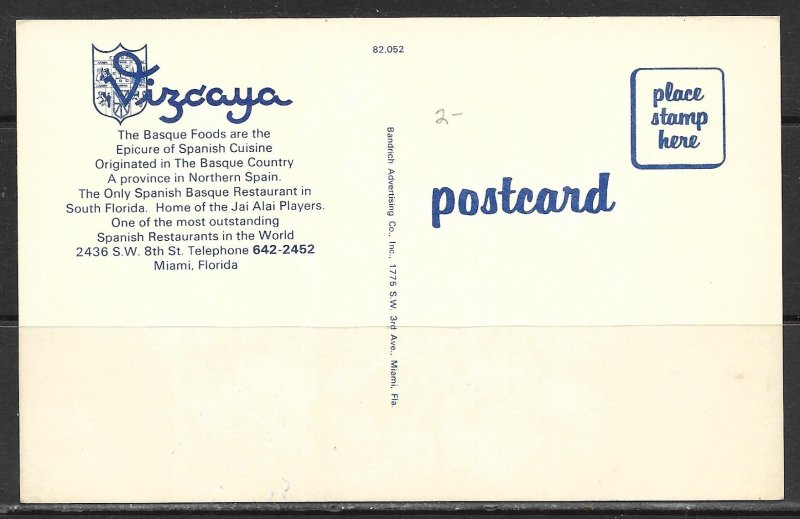 Vizcaya
The Basque Foods are the
Epicure of Spanish Cuisine
Originated in The Basque Country
A province in Northern Spain.
The Only Spanish Basque Restaurant in
South Florida. Home of the Jai Alai Players.
One of the most outstanding
Spanish Restaurants in the World
2436 S.W. 8th St. Telephone 642-2452
Miami, Florida
82.052
Bandrich Advertising Co., Inc., 1775 S.W. 3rd Ave., Miami, Fla.
2-
place
stamp
here
postcard